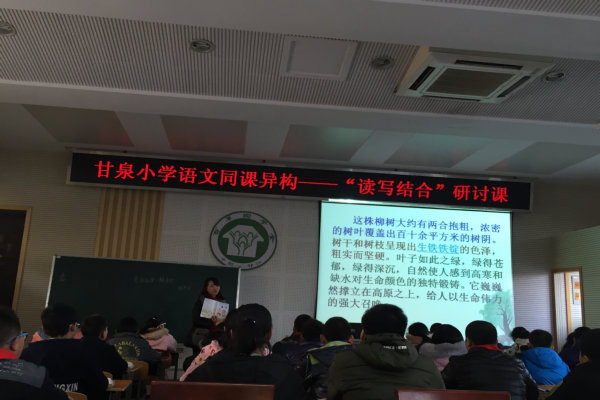 甘泉小学语文同课异构——“读写结合”研讨课
这株柳树大约有两合抱粗，浓密
的树叶覆盖出百十余平方米的树阴。
树干和树枝呈现出生铁铁锭的色泽，
粗实而坚硬。叶子如此之绿，绿得苍
郁，绿得深沉，自然使人感到高寒和
缺水对生命颜色的独特锻铸。它巍巍
然撑立在高原之上，给人以生命伟力
的强大召唤